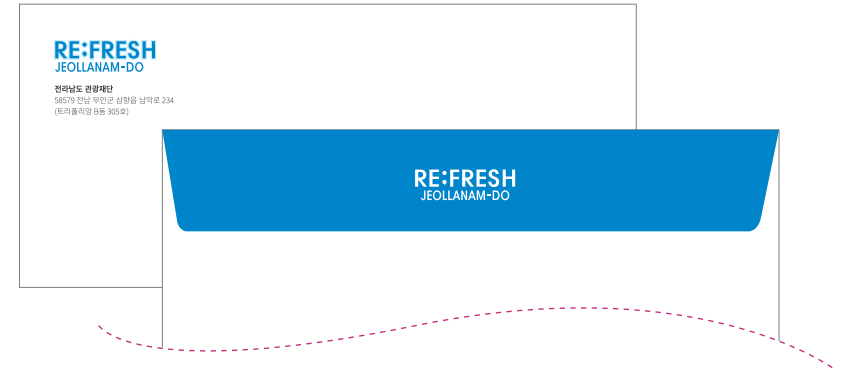 RE:FRESH
JEOLLANAM-DO
전라남도 관광재단
58579 전남 무안군 삼향읍 남악로 234
(트리폴리앙 B동 305호)
RE:FRESH
JEOLLANAM-DO